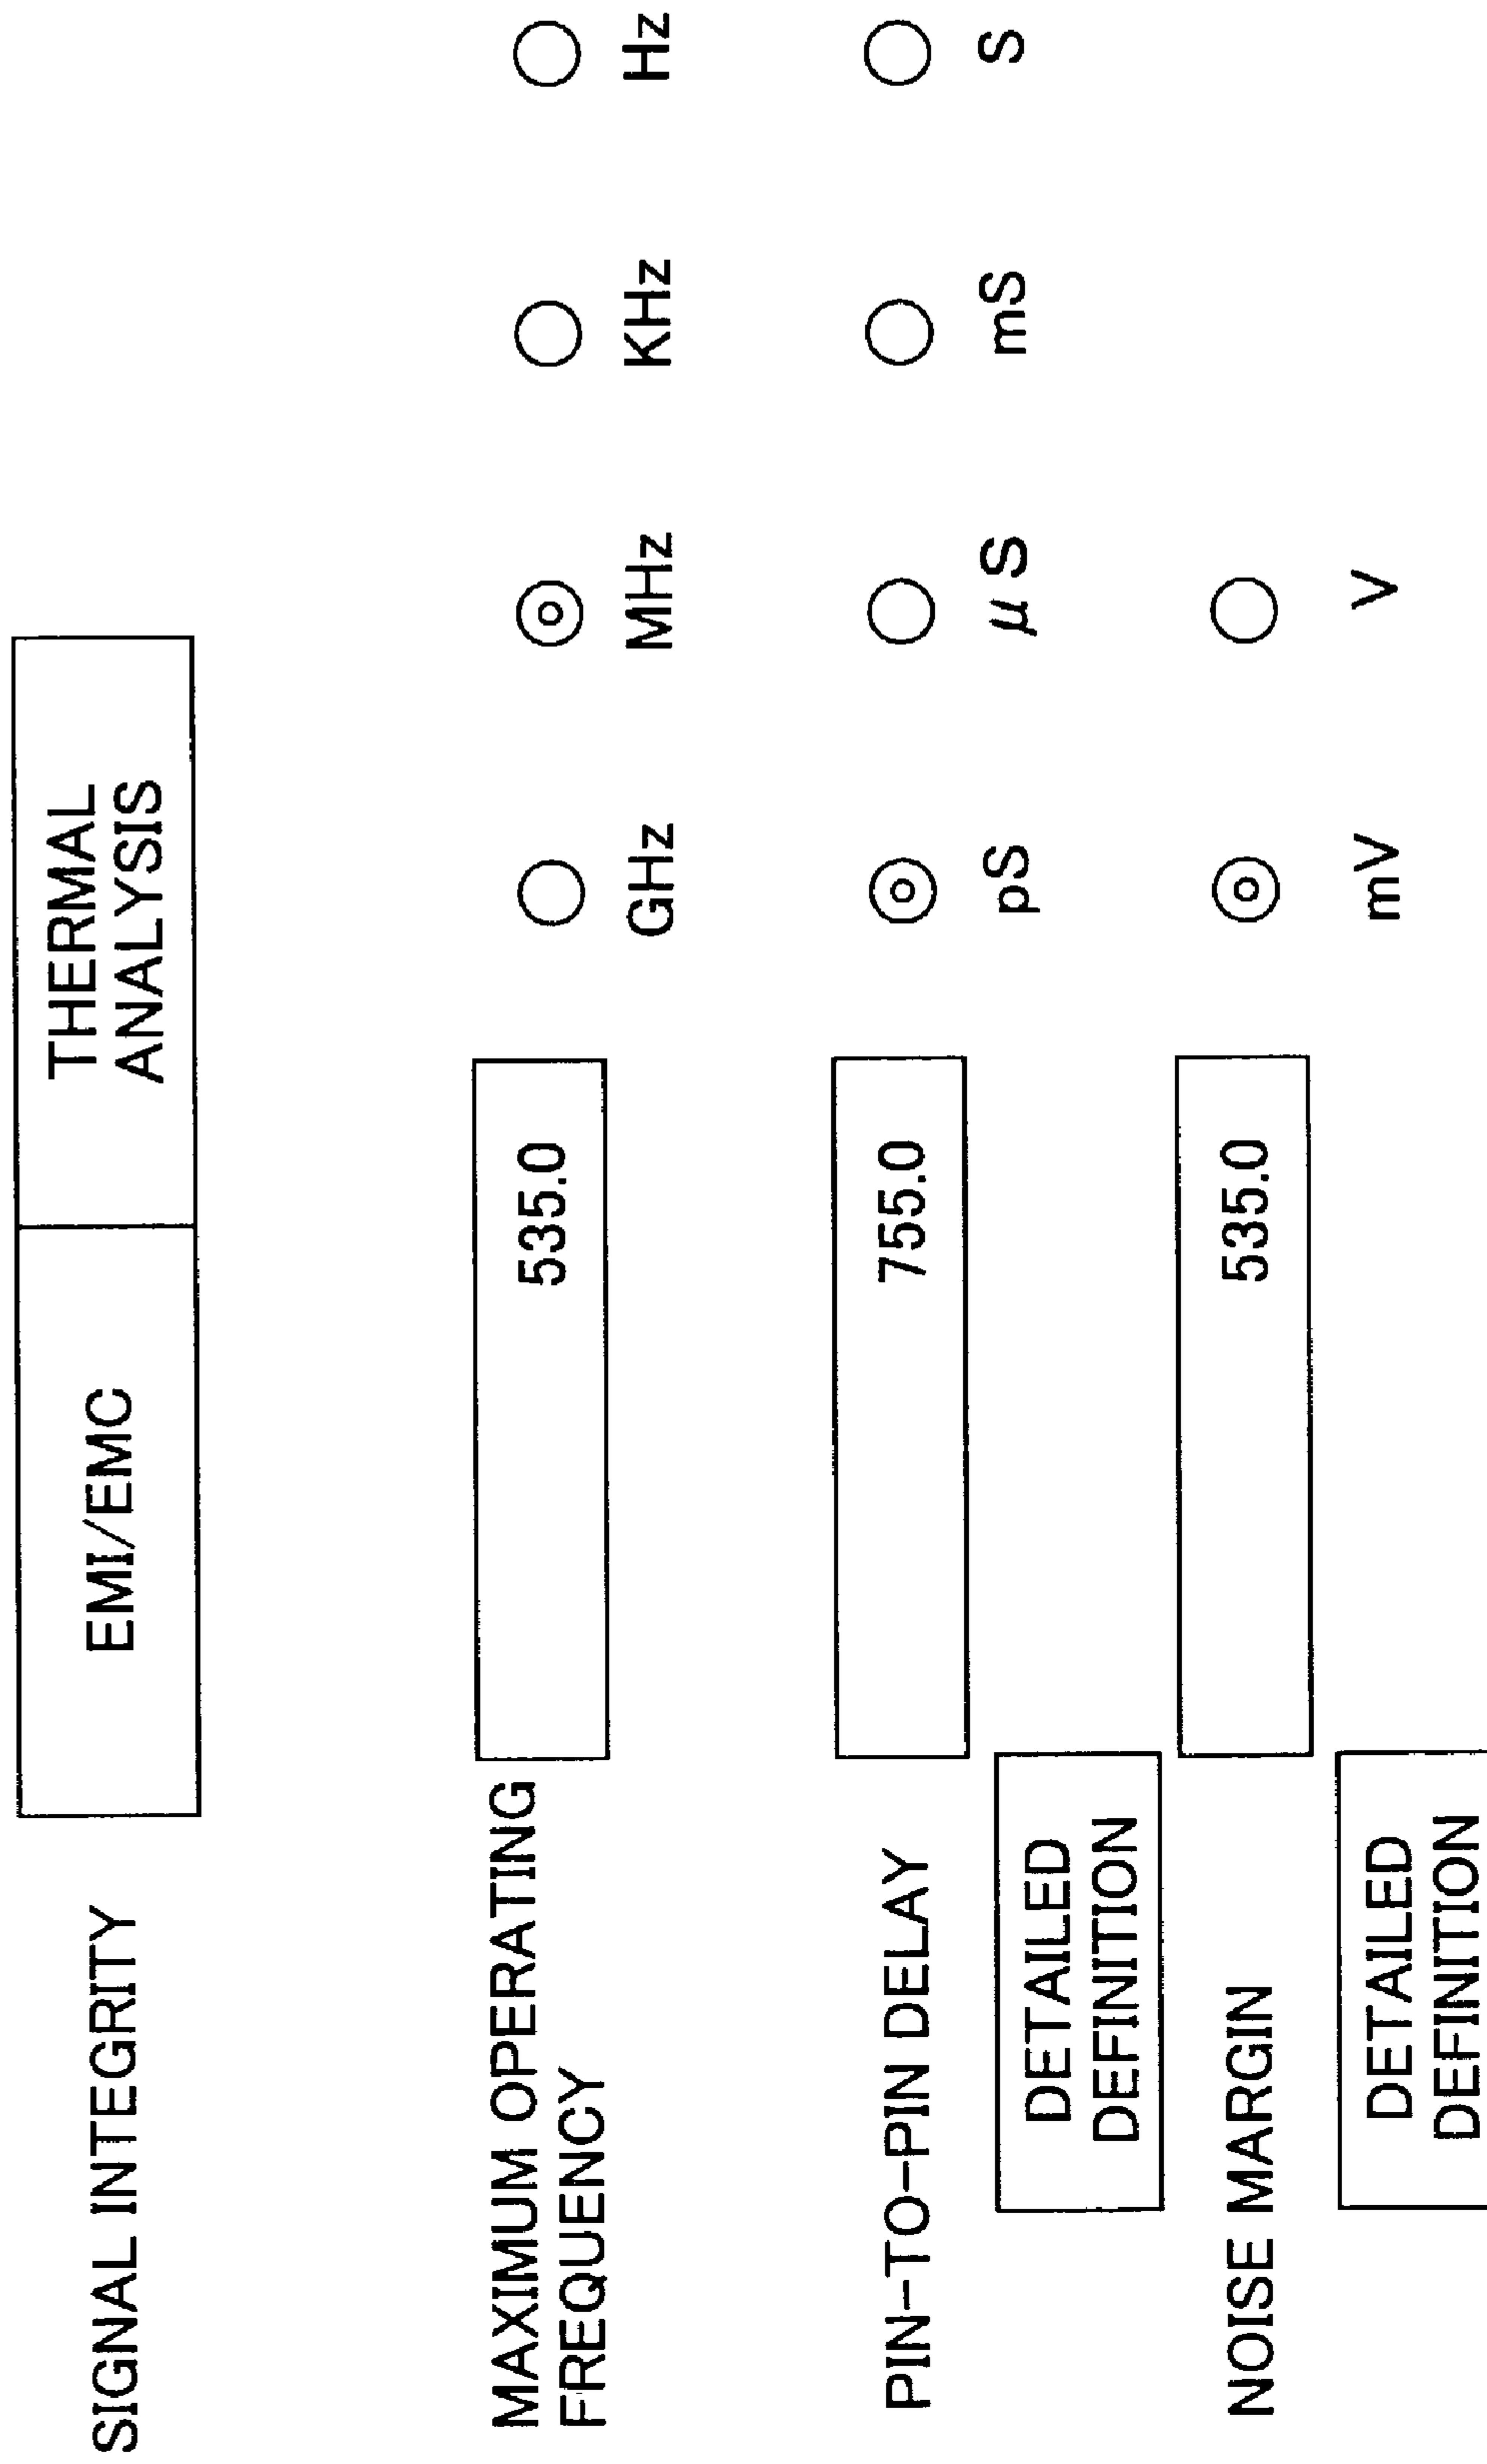 SIGNAL INTEGRITY EMI/EMC THERMAL
ANALYSIS
MAXIMUM OPERATING
FREQUENCY
535.0
GHz MHz KHz Hz
PIN-TO-PIN DELAY 755.0
pS μS mS S
DETAILED
DEFINITION
NOISE MARGIN 535.0
mV V
DETAILED
DEFINITION